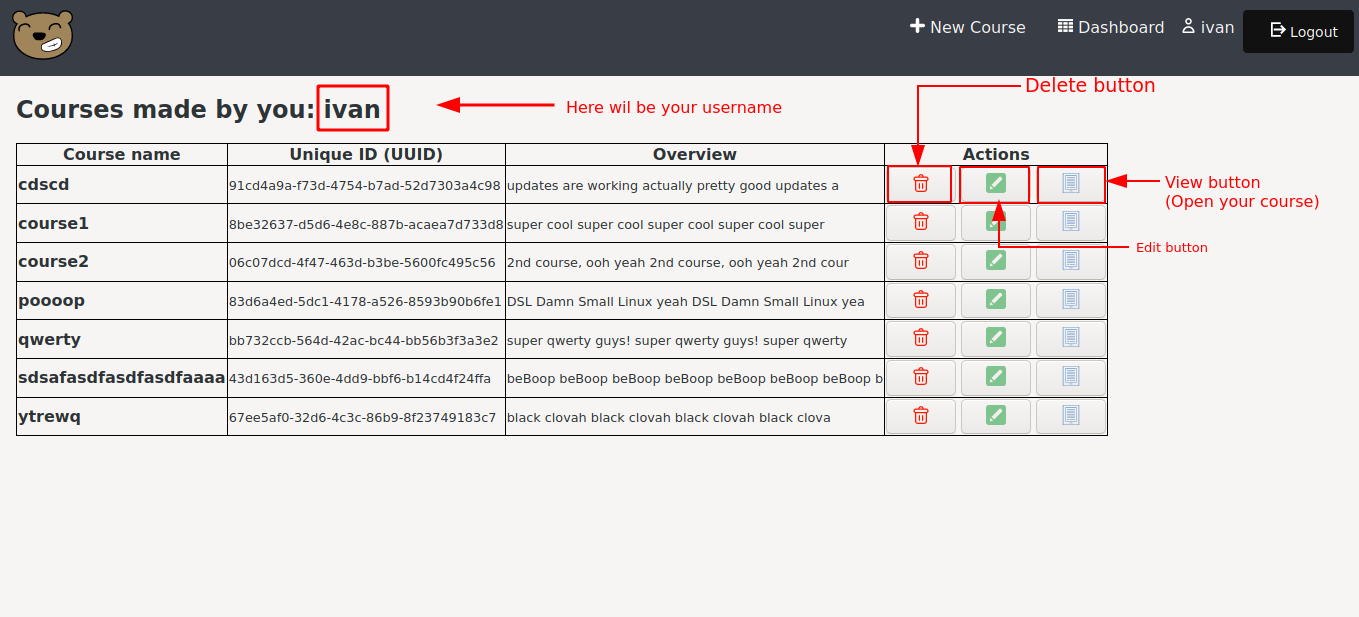 New Course Dashboard ivan Logout
Delete button
Courses made by you: ivan
Here wil be your username
Course name Unique ID (UUID) Overview Actions
cdscd 91cd4a9a-f73d-4754-b7ad-52d7303a4c98 updates are working actually pretty good updates a
View button
(Open your course)
course1 8be32637-d5d6-4e8c-887b-acaea7d733d8 super cool super cool super cool super cool super
Edit button
course2 06c07dcd-4f47-463d-b3be-5600fc495c56 2nd course, ooh yeah 2nd course, ooh yeah 2nd cour
poooop 83d6a4ed-5dc1-4178-a526-8593b90b6fe1 DSL Damn Small Linux yeah DSL Damn Small Linux yea
qwerty bb732ccb-564d-42ac-bc44-bb56b3f3a3e2 super qwerty guys! super qwerty guys! super qwerty
sdsafasdfasdfasdfaaaa 43d163d5-360e-4dd9-bbf6-b14cd4f24ffa beBoop beBoop beBoop beBoop beBoop beBoop beBoop b
ytrewq 67ee5af0-32d6-4c3c-86b9-8f23749183c7 black clovah black clovah black clovah black clova